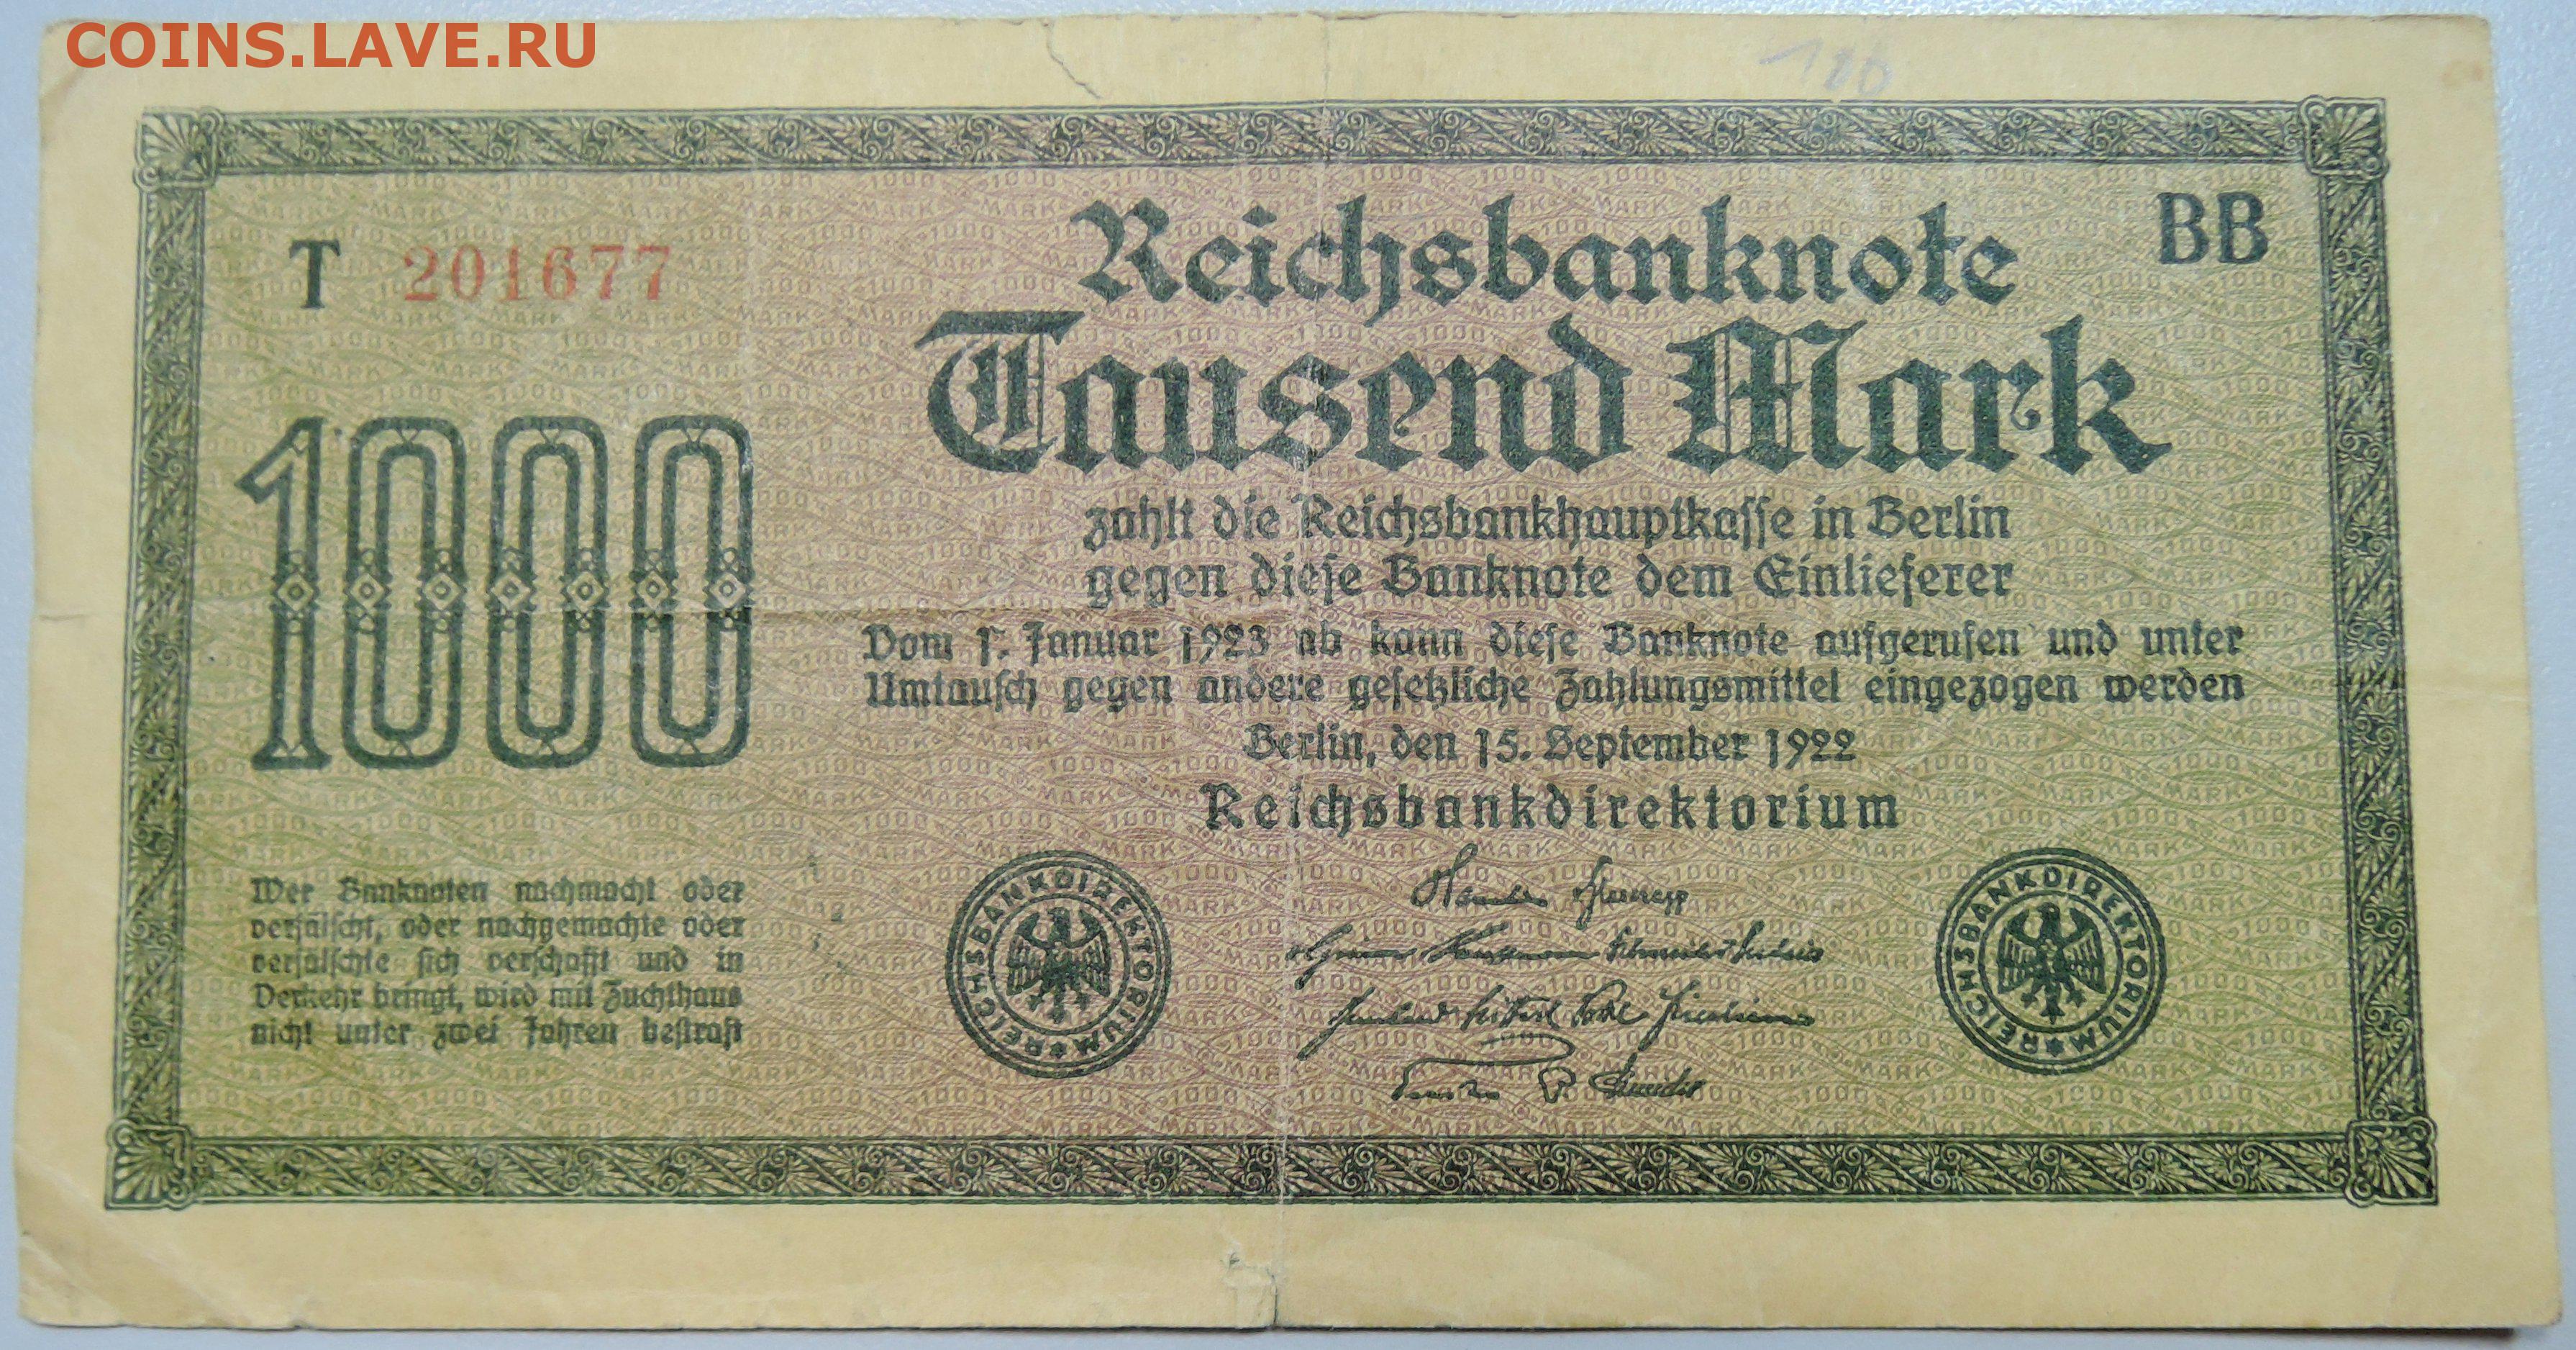 COINS.LAVE.RU
100
T 201677
Reichsbanknote
BB
Tausend Mark
1000
zahlt die Reichsbankhauptkasse in Berlin
gegen diese Banknote dem Einlieferer
Vom 1. Januar 1923 ab kann diese Banknote aufgerufen und unter
Umtausch gegen andere gesetzliche Zahlungsmittel eingezogen werden
Berlin, den 15. September 1922
Reichsbankdirektorium
Wer Banknoten nachmacht oder
verfälscht, oder nachgemachte oder
verfälschte sich verschafft und in
Verkehr bringt, wird mit Zuchthaus
nicht unter zwei Jahren bestraft
REICHSBANKDIREKTORIUM
REICHSBANKDIREKTORIUM
1000
MARK